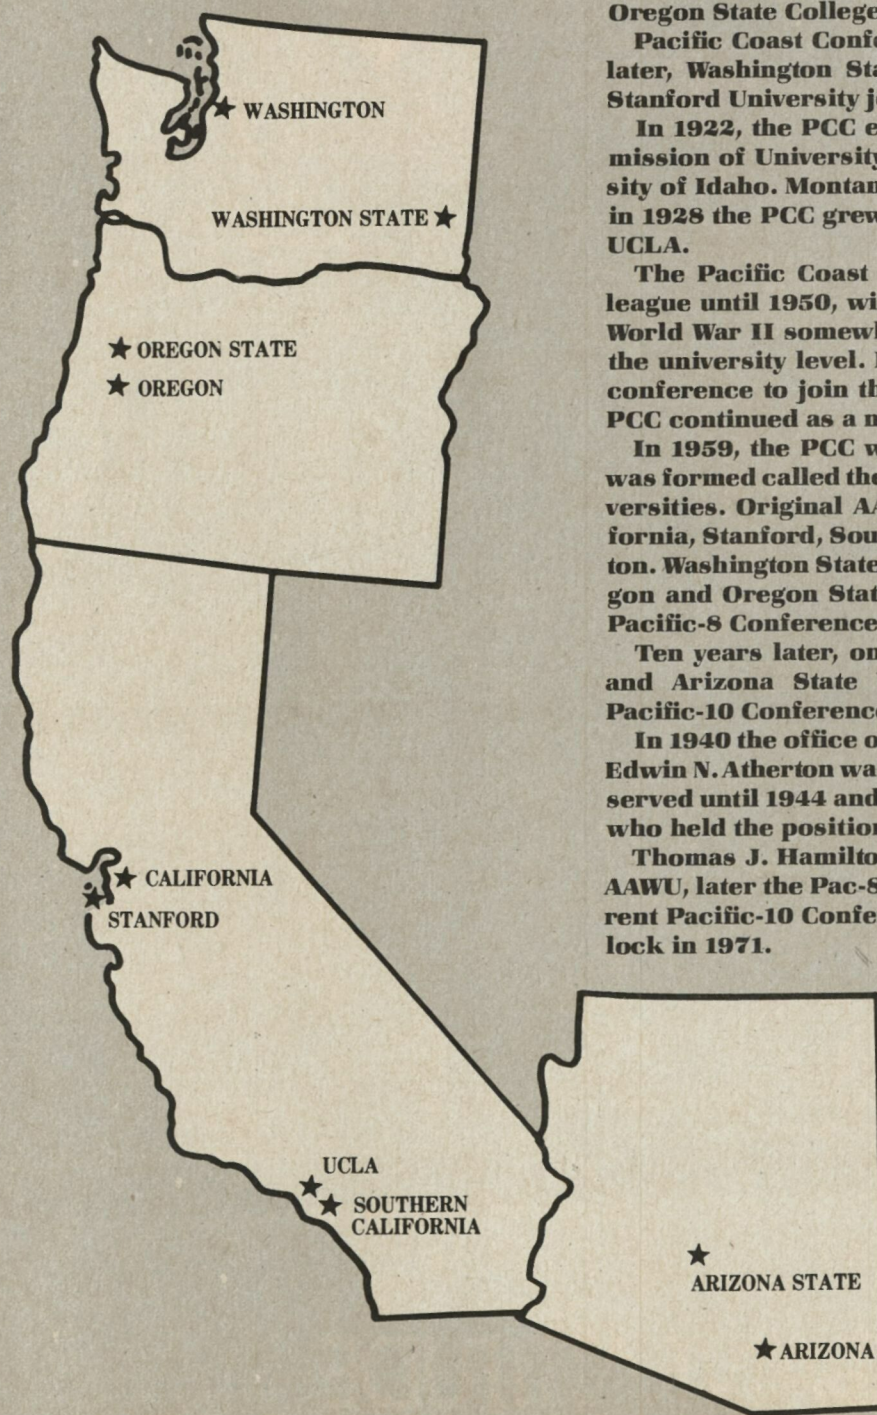 Oregon State College
Pacific Coast Conf
later, Washington Sta
Stanford University j
In 1922, the PCC e
mission of University
sity of Idaho. Montan
in 1928 the PCC grew
UCLA.
The Pacific Coast
league until 1950, wi
World War II somewh
the university level.
conference to join th
PCC continued as a
In 1959, the PCC w
was formed called the
versities. Original AA
fornia, Stanford, Sou
ton. Washington State
gon and Oregon Stat
Pacific-8 Conference
Ten years later, on
and Arizona State
Pacific-10 Conference
In 1940 the office o
Edwin N. Atherton wa
served until 1944 and
who held the position
Thomas J. Hamilto
AAWU, later the Pac-8
rent Pacific-10 Confe
lock in 1971.
WASHINGTON
WASHINGTON STATE
OREGON STATE
OREGON
CALIFORNIA
STANFORD
UCLA
SOUTHERN
CALIFORNIA
ARIZONA STATE
ARIZONA